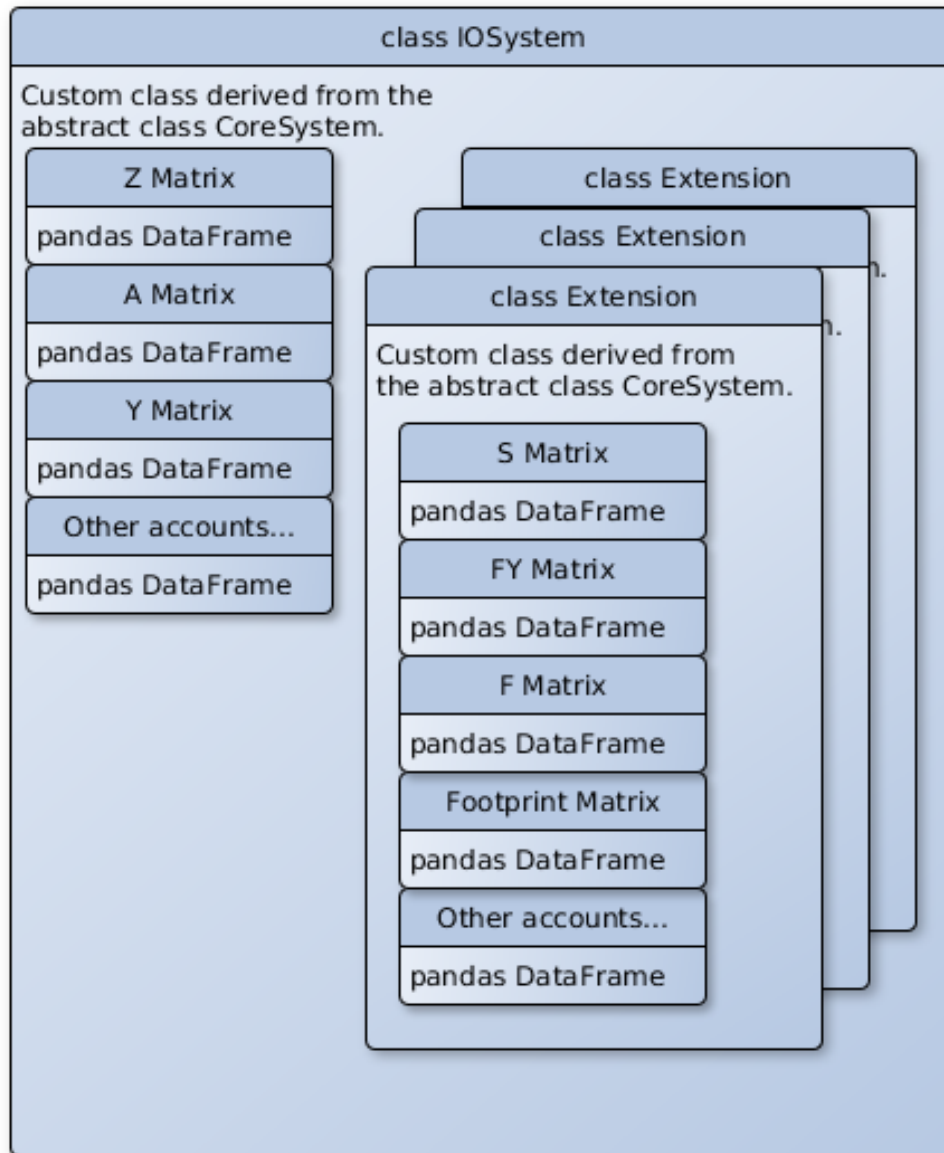 class IOSystem
Custom class derived from the
abstract class CoreSystem.
Z Matrix
pandas DataFrame
A Matrix
pandas DataFrame
Y Matrix
pandas DataFrame
Other accounts...
pandas DataFrame
class Extension
class Extension
class Extension
Custom class derived from
the abstract class CoreSystem.
S Matrix
pandas DataFrame
FY Matrix
pandas DataFrame
F Matrix
pandas DataFrame
Footprint Matrix
pandas DataFrame
Other accounts...
pandas DataFrame